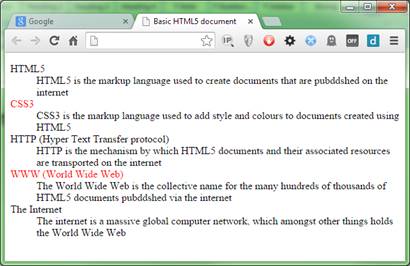 Google
Basic HTML5 document
IP
OFF
d
HTML5
HTML5 is the markup language used to create documents that are pubddshed on the
internet
CSS3
CSS3 is the markup language used to add style and colours to documents created using
HTML5
HTTP (Hyper Text Transfer protocol)
HTTP is the mechanism by which HTML5 documents and their associated resources
are transported on the internet
WWW (World Wide Web)
The World Wide Web is the collective name for the many hundreds of thousands of
HTML5 documents pubddshed via the internet
The Internet
The internet is a massive global computer network, which amongst other things holds
the World Wide Web